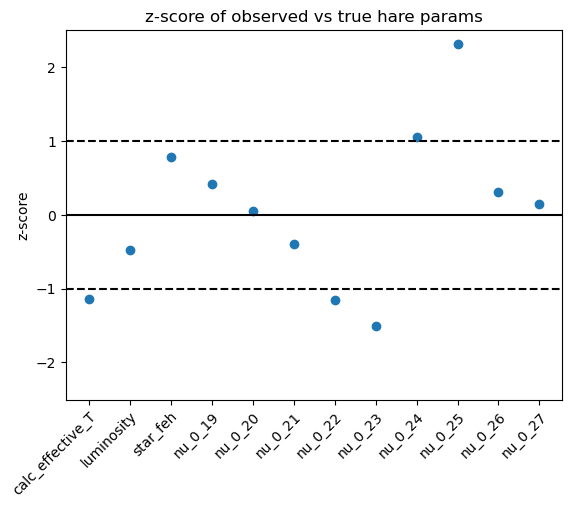 z-score of observed vs true hare params
2
1
0
−1
−2
z-score
calc_effective_T
luminosity
star_feh
nu_0_19
nu_0_20
nu_0_21
nu_0_22
nu_0_23
nu_0_24
nu_0_25
nu_0_26
nu_0_27